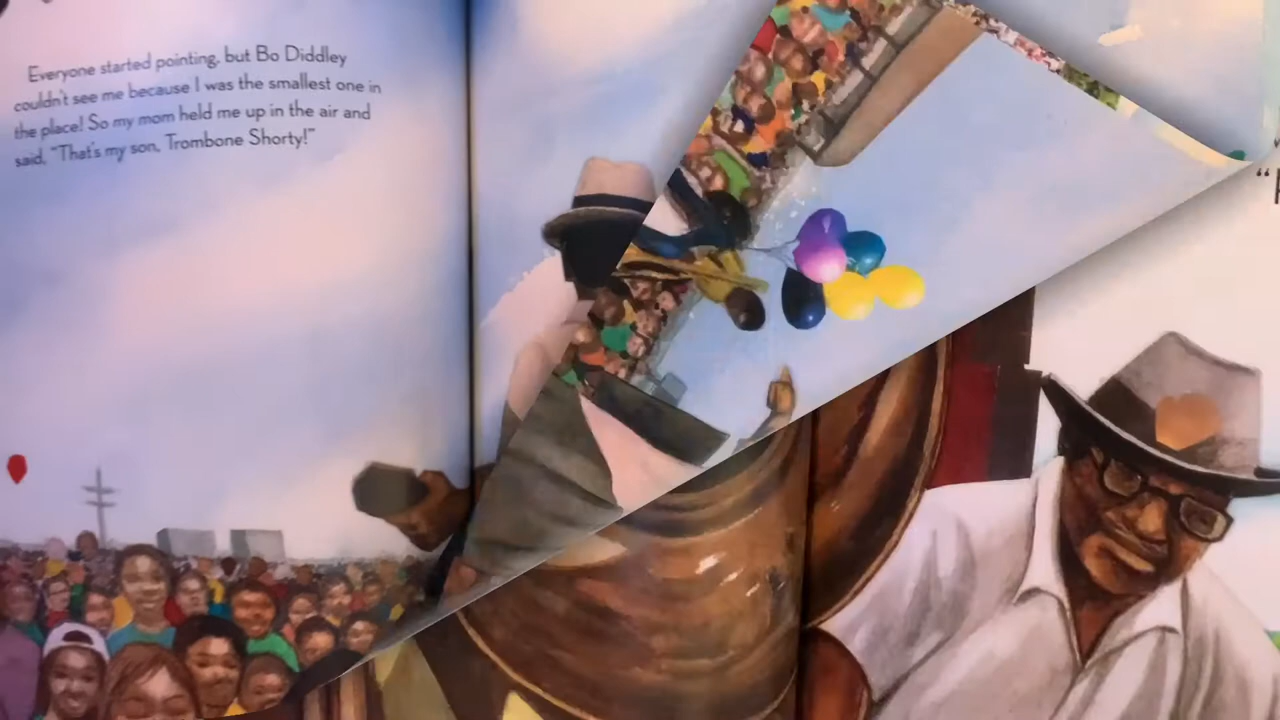 Everyone started pointing, but Bo Diddley
couldn't see me because I was the smallest one in
the place! So my mom held me up in the air and
said, "That's my son, Trombone Shorty!"